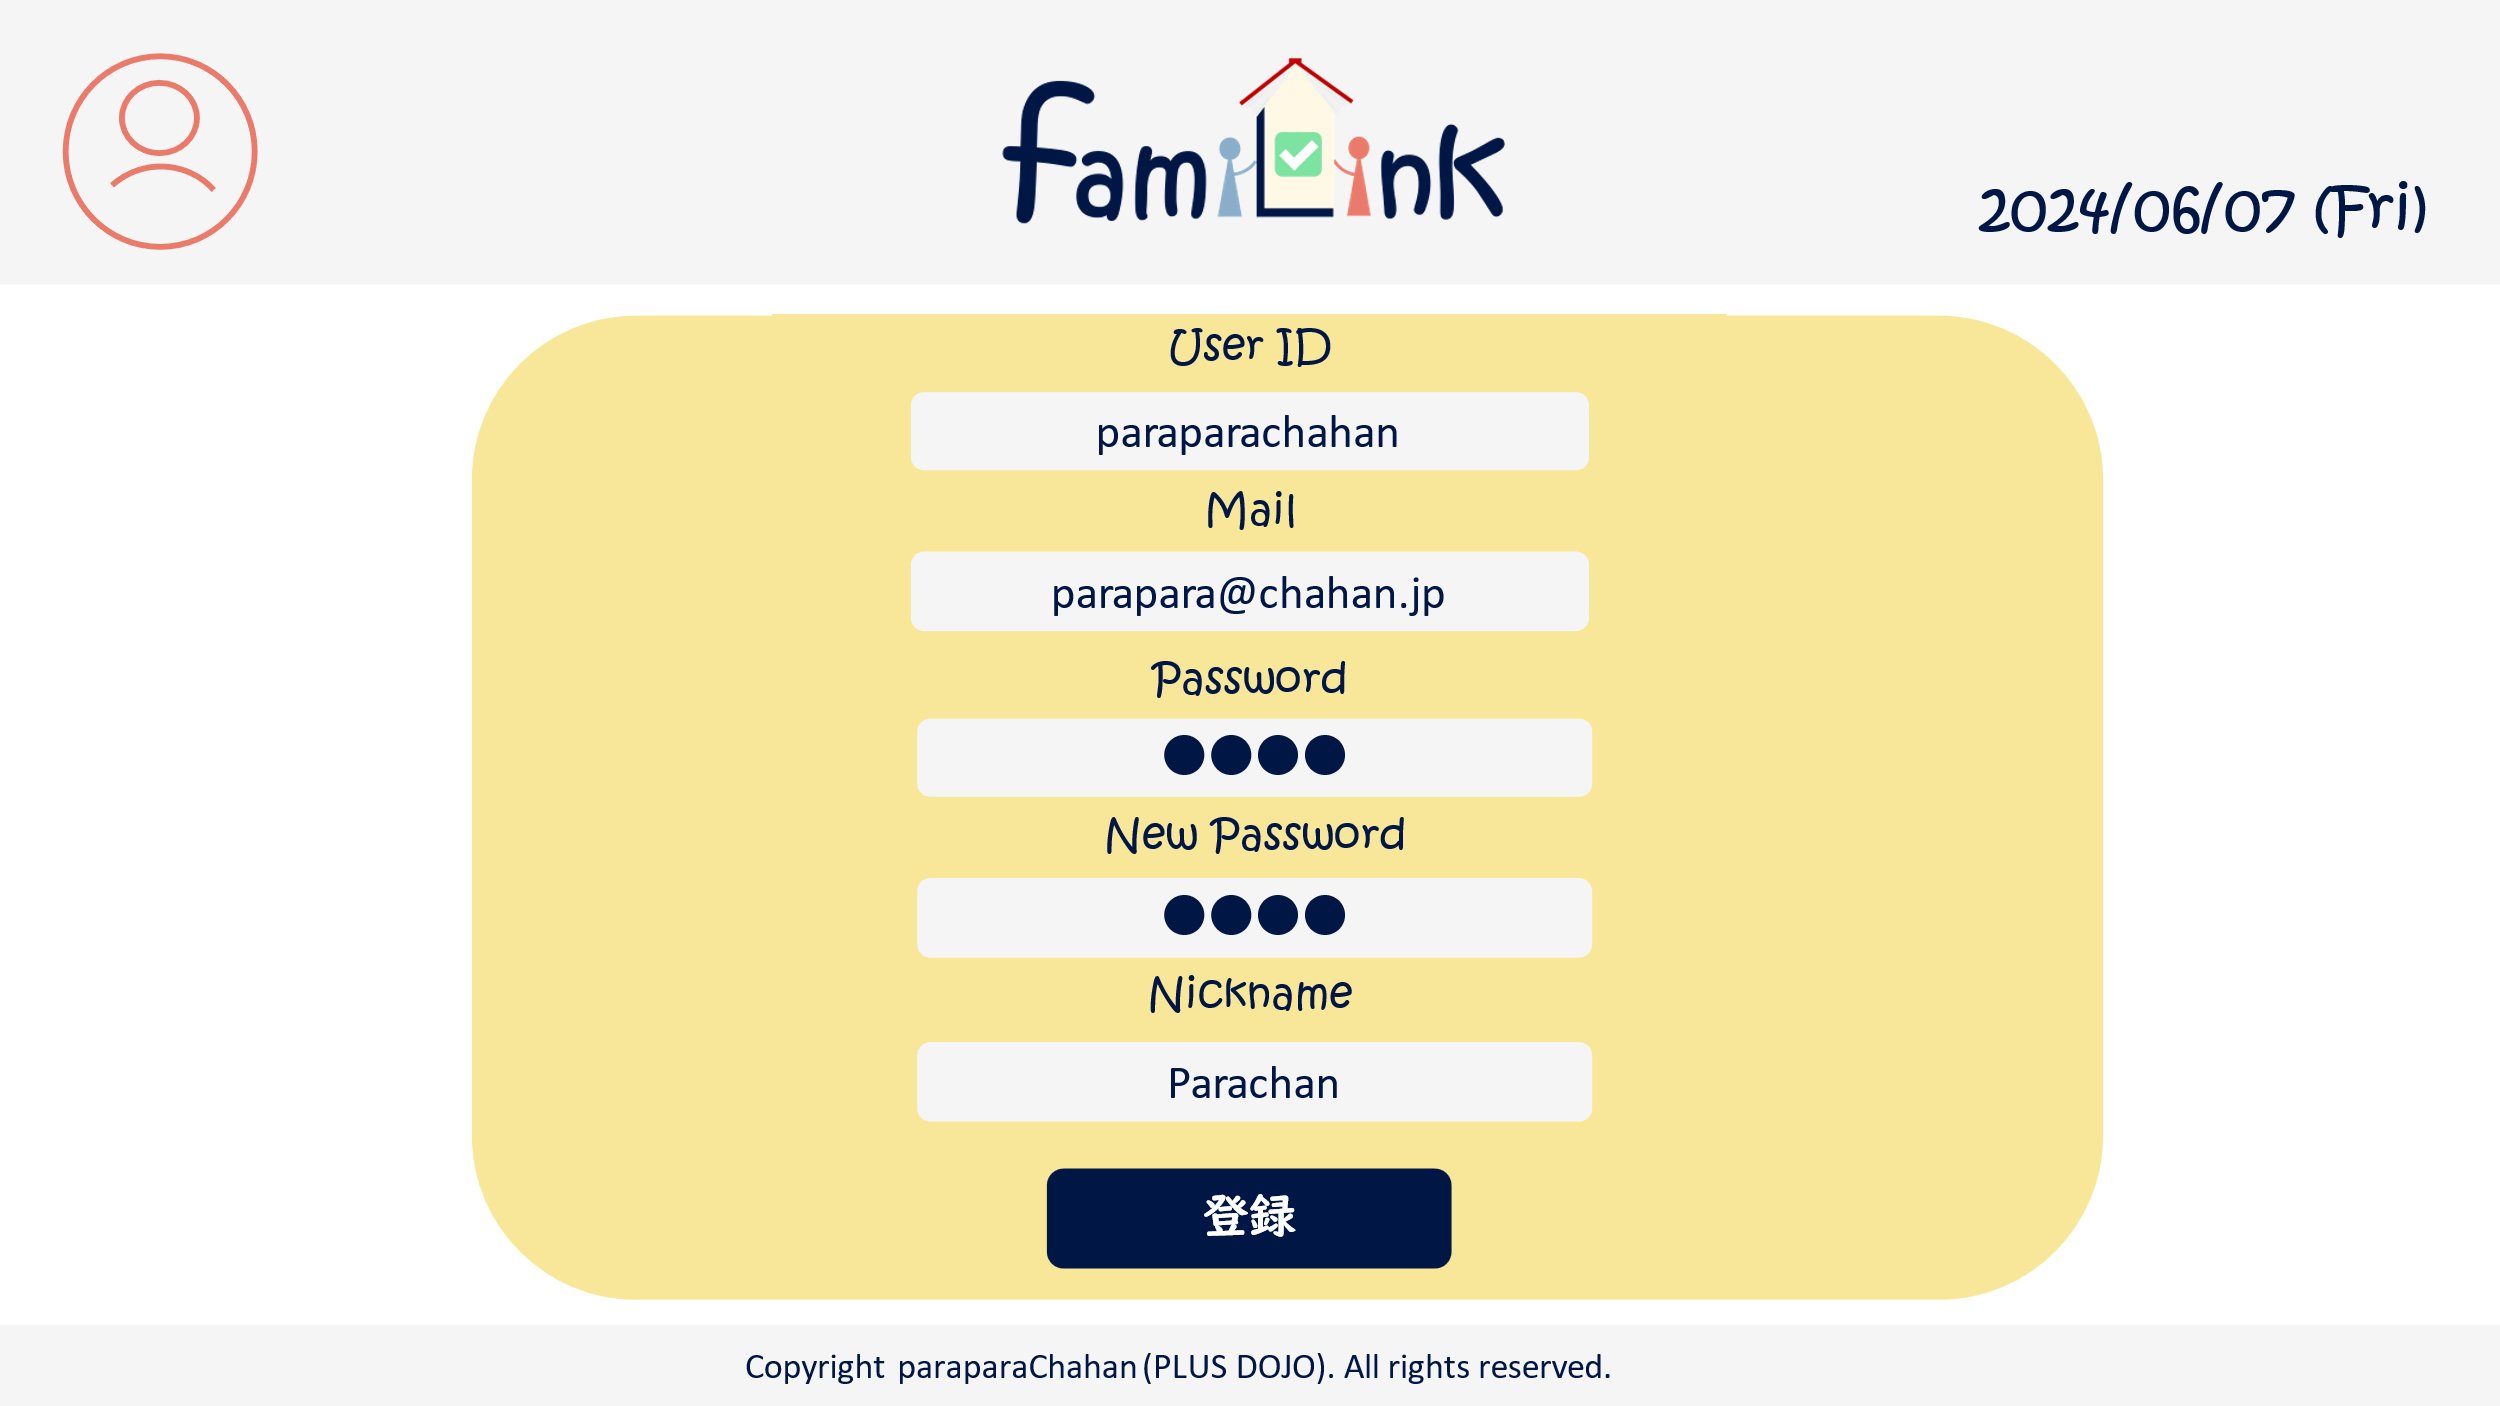 FamiLink
2024/06/07 (Fri)
User ID
paraparachahan
Mail
parapara@chahan.jp
Password
●●●●
New Password
●●●●
Nickname
Parachan
登録
Copyright paraparaChahan(PLUS DOJO). All rights reserved.